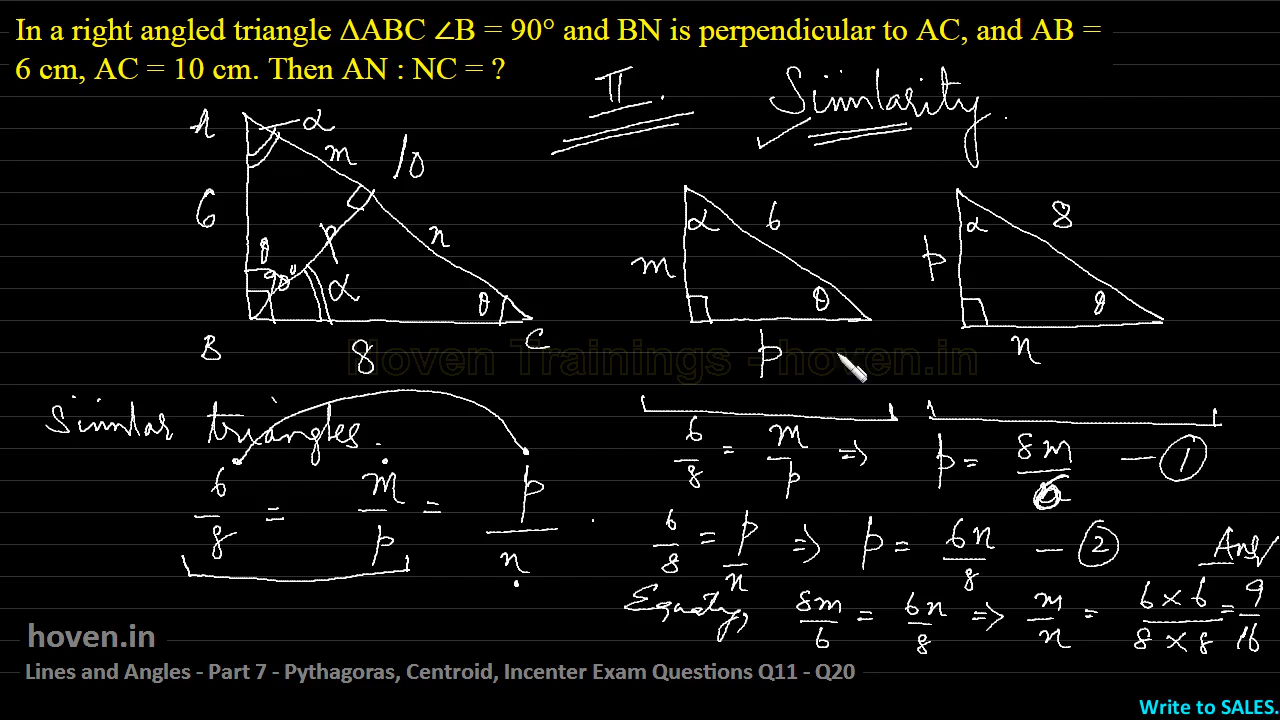 In a right angled triangle ΔABC ∠B = 90° and BN is perpendicular to AC, and AB =
6 cm, AC = 10 cm. Then AN : NC = ?
II.
Similarity.
A
α
m
10
6
n
p
θ
90°
α
θ
B
8
C
α
6
m
θ
p
α
8
p
θ
n
Hoven Trainings - hoven.in
Similar triangles.
6/8 = m/p = p/n
6/8 = m/p ⇒ p = 8m/6 — ①
6/8 = p/n ⇒ p = 6n/8 — ②
Ans
Equating, 8m/6 = 6n/8 ⇒ m/n = 6 × 6/8 × 8 = 9/16
hoven.in
Lines and Angles - Part 7 - Pythagoras, Centroid, Incenter Exam Questions Q11 - Q20
Write to SALES.